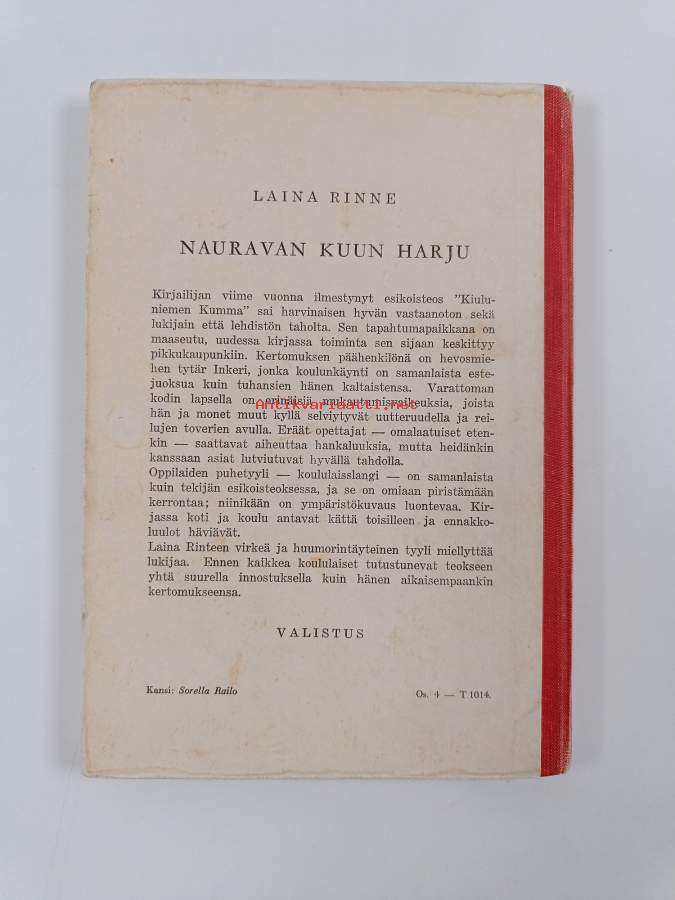 LAINA RINNE
NAURAVAN KUUN HARJU
Kirjailijan viime vuonna ilmestynyt esikoisteos "Kiulu-
niemen Kumma" sai harvinaisen hyvän vastaanoton sekä
lukijain että lehdistön taholta. Sen tapahtumapaikkana on
maaseutu, uudessa kirjassa toiminta sen sijaan keskittyy
pikkukaupunkiin. Kertomuksen päähenkilönä on hevosmie-
hen tytär Inkeri, jonka koulunkäynti on samanlaista este-
juoksua kuin tuhansien hänen kaltaistensa. Varattoman
kodin lapsella on erinäisiä mukautumisvaikeuksia, joista
Antikvariaatti.net
hän ja monet muut kyllä selviytyvät uutteruudella ja rei-
lujen toverien avulla. Eräät opettajat — omalaatuiset eten-
kin — saattavat aiheuttaa hankaluuksia, mutta heidänkin
kanssaan asiat lutviutuvat hyvällä tahdolla.
Oppilaiden puhetyyli — koululaisslangi — on samanlaista
kuin tekijän esikoisteoksessa, ja se on omiaan piristämään
kerrontaa; niinikään on ympäristökuvaus luontevaa. Kir-
jassa koti ja koulu antavat kättä toisilleen ja ennakko-
luulot häviävät.
Laina Rinteen virkeä ja huumorintäyteinen tyyli miellyttää
lukijaa. Ennen kaikkea koululaiset tutustunevat teokseen
yhtä suurella innostuksella kuin hänen aikaisempaankin
kertomukseensa.
VALISTUS
Kansi: Sorella Railo
Os. 4 — T 1014.